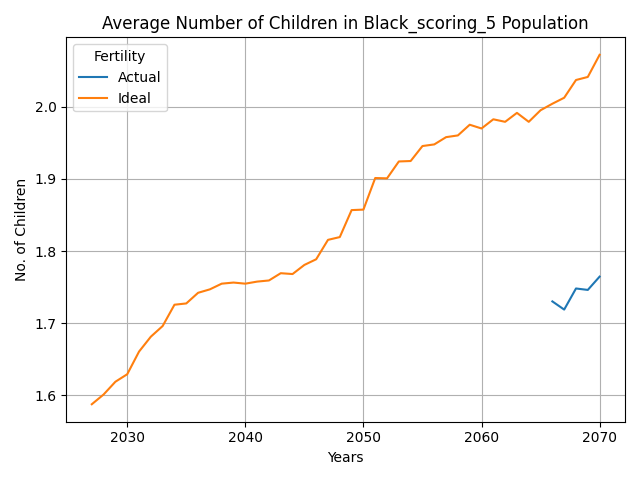 Average Number of Children in Black_scoring_5 Population
Fertility
Actual
Ideal
No. of Children
2.0
1.9
1.8
1.7
1.6
2030 2040 2050 2060 2070
Years